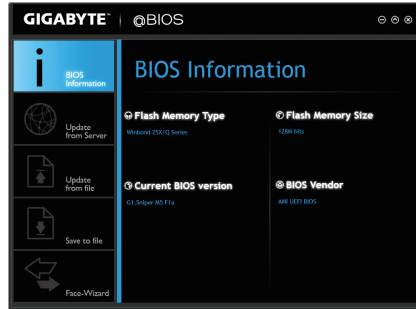 GIGABYTE™ | @BIOS
BIOS
Information
BIOS Information
Update
from Server
Flash Memory Type
Winbond 25X/Q Series
Flash Memory Size
128M bits
Update
from file
Current BIOS version
G1.Sniper M5 F1a
BIOS Vendor
AMI UEFI BIOS
Save to file
Face-Wizard